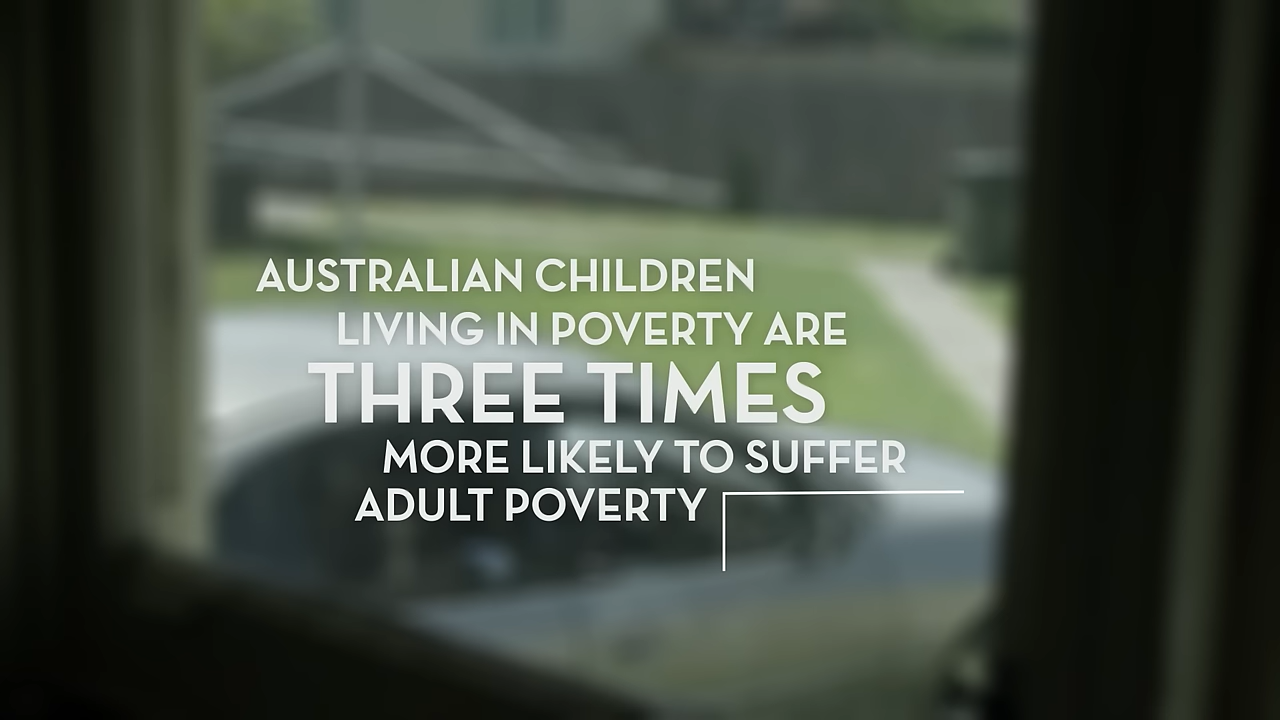 AUSTRALIAN CHILDREN
LIVING IN POVERTY ARE
THREE TIMES
MORE LIKELY TO SUFFER
ADULT POVERTY